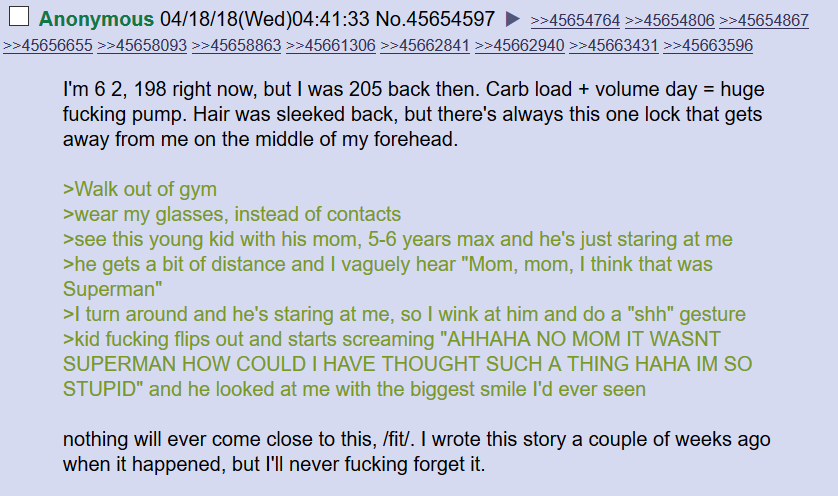 Anonymous 04/18/18(Wed)04:41:33 No.45654597 ▶ >>45654764 >>45654806 >>45654867
>>45656655 >>45658093 >>45658863 >>45661306 >>45662841 >>45662940 >>45663431 >>45663596
I'm 6 2, 198 right now, but I was 205 back then. Carb load + volume day = huge
fucking pump. Hair was sleeked back, but there's always this one lock that gets
away from me on the middle of my forehead.
>Walk out of gym
>wear my glasses, instead of contacts
>see this young kid with his mom, 5-6 years max and he's just staring at me
>he gets a bit of distance and I vaguely hear "Mom, mom, I think that was
Superman"
>I turn around and he's staring at me, so I wink at him and do a "shh" gesture
>kid fucking flips out and starts screaming "AHHAHA NO MOM IT WASNT
SUPERMAN HOW COULD I HAVE THOUGHT SUCH A THING HAHA IM SO
STUPID" and he looked at me with the biggest smile I'd ever seen
nothing will ever come close to this, /fit/. I wrote this story a couple of weeks ago
when it happened, but I'll never fucking forget it.